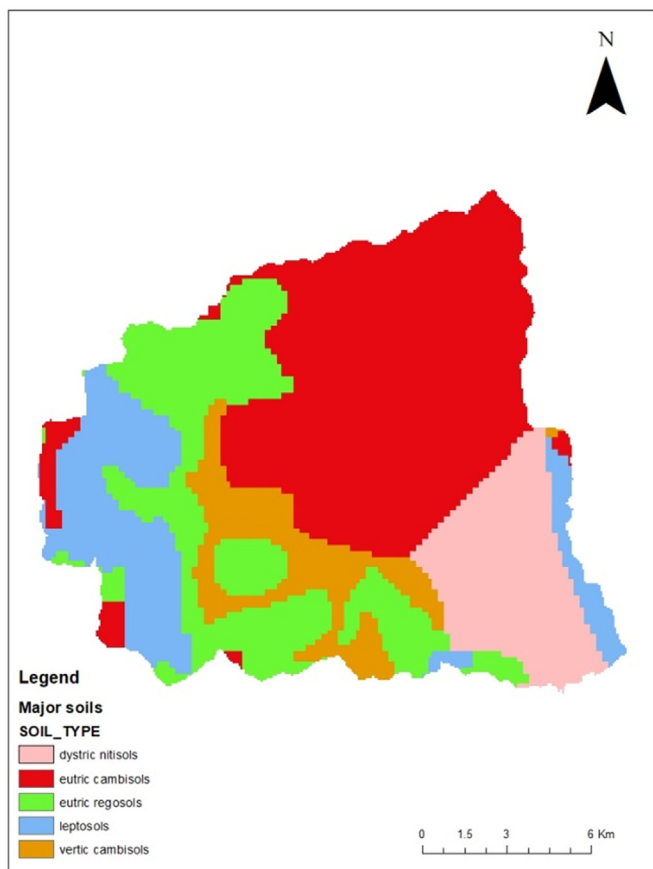 N
Legend
Major soils
SOIL_TYPE
dystric nitisols
eutric cambisols
eutric regosols
leptosols
vertic cambisols
0 1.5 3 6 Km